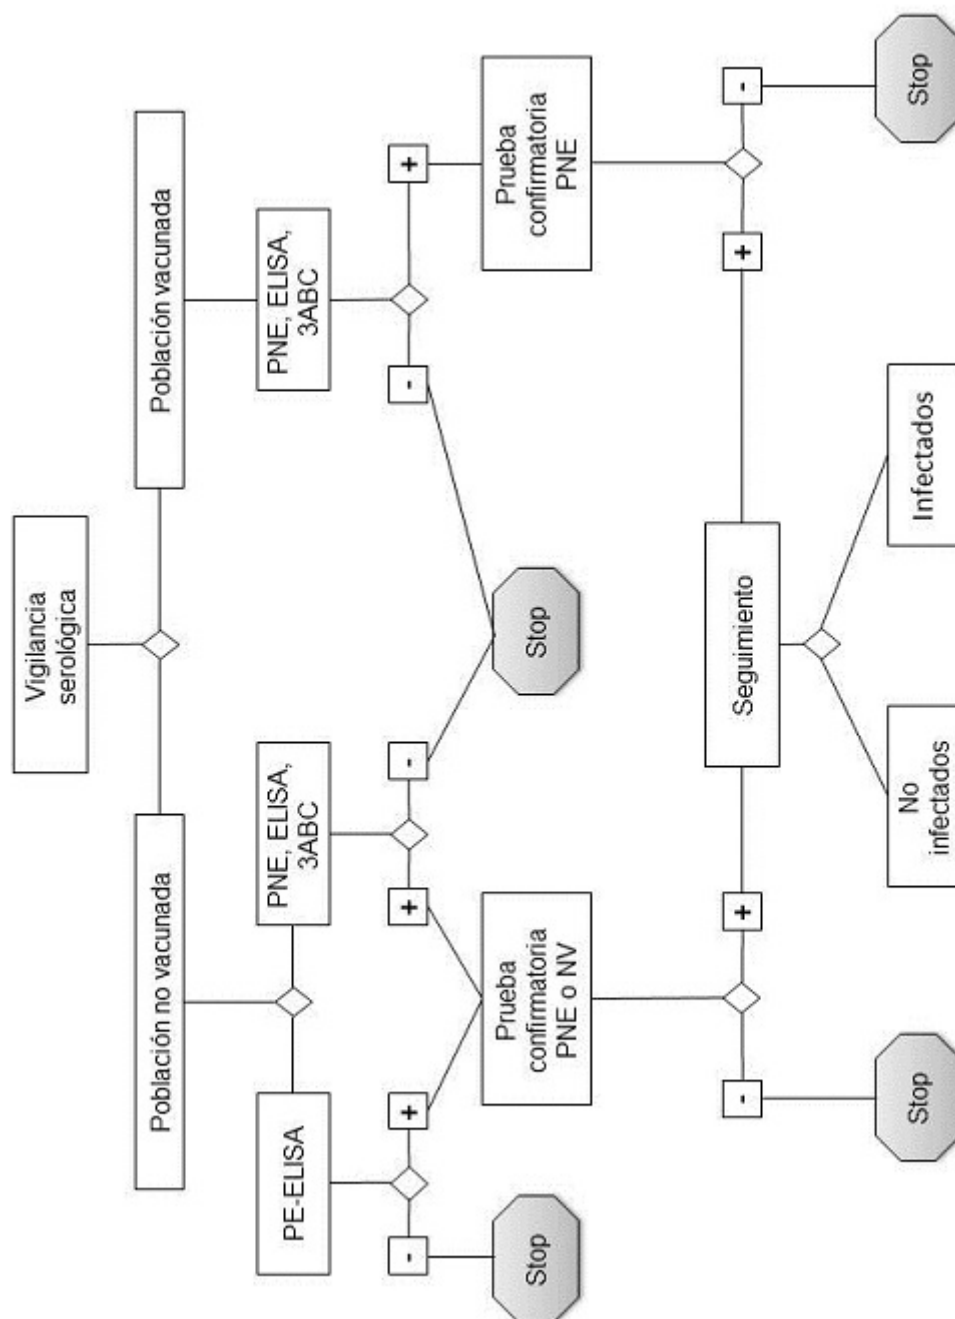 Vigilancia
serológica
Población no vacunada
Población vacunada
PE-ELISA
PNE, ELISA,
3ABC
PNE, ELISA,
3ABC
-
+
+
-
-
+
Stop
Prueba
confirmatoria
PNE o NV
Stop
Prueba
confirmatoria
PNE
-
+
Seguimiento
+
-
Stop
No
infectados
Infectados
Stop